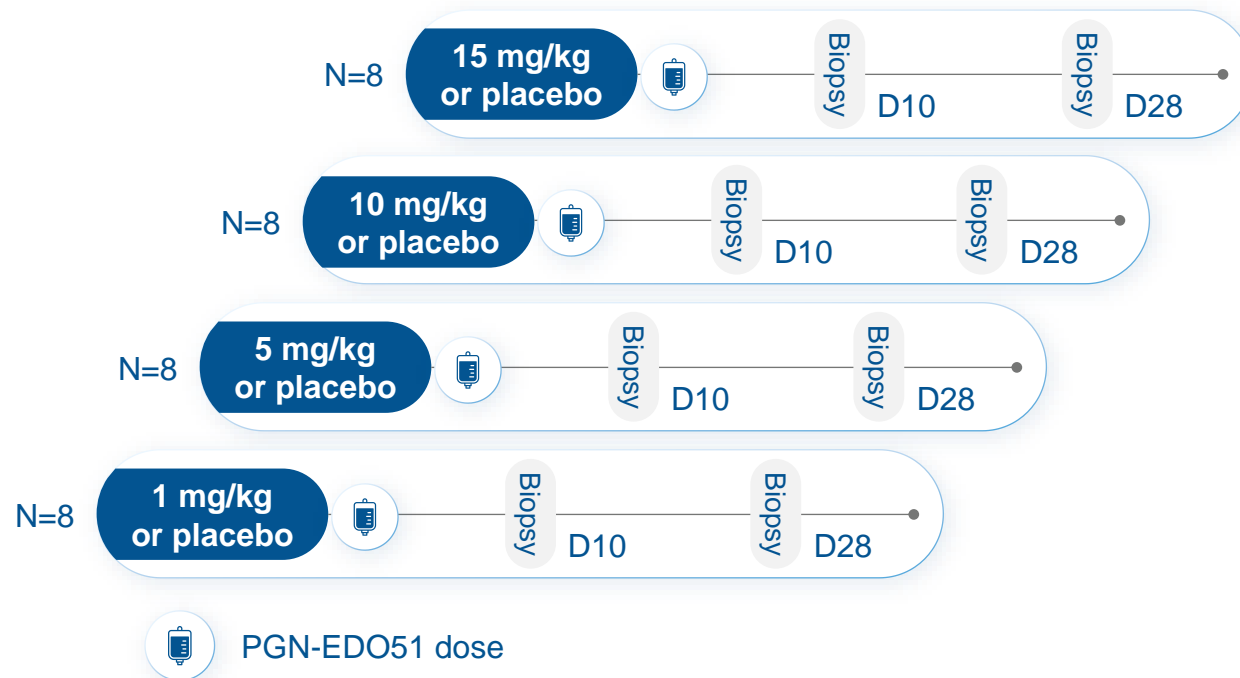 N=8
15 mg/kg
or placebo
Biopsy
D10
Biopsy
D28
N=8
10 mg/kg
or placebo
Biopsy
D10
Biopsy
D28
N=8
5 mg/kg
or placebo
Biopsy
D10
Biopsy
D28
N=8
1 mg/kg
or placebo
Biopsy
D10
Biopsy
D28
PGN-EDO51 dose